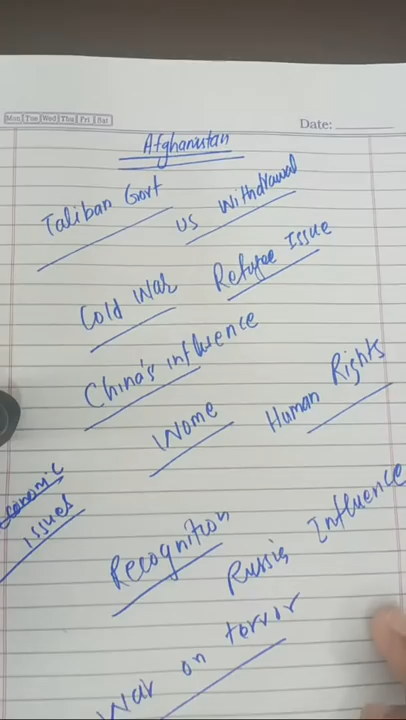 Mon Tue Wed Thu Fri Sat
Date:
Afghanistan
Taliban Govt
US Withdrawal
Cold War
Refugee Issue
China's influence
Wome
Human Rights
Economic
issues
Recognition
Russia Influence
War on terror